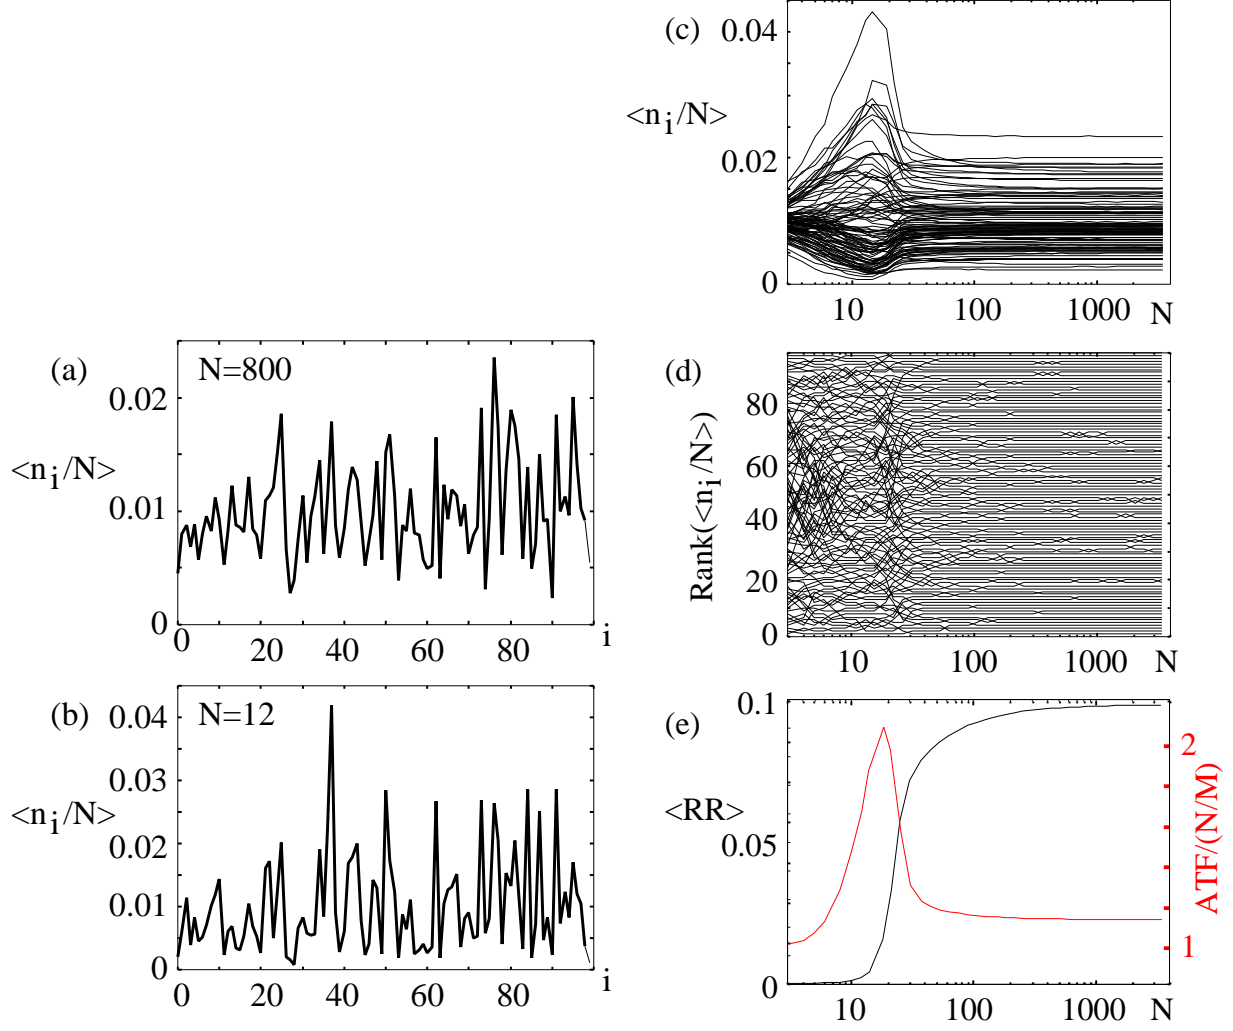 (c)
0.04
<n_i/N>
0.02
0
10 100 1000 N
(a)
N=800
0.02
<n_i/N>
0.01
0
0 20 40 60 80 i
(d)
80
60
40
20
0
Rank(<n_i/N>)
10 100 1000 N
(b)
N=12
0.04
0.03
<n_i/N>
0.02
0.01
0
0 20 40 60 80 i
(e)
0.1
<RR>
0.05
0
10 100 1000 N
2
1
ATF/(N/M)